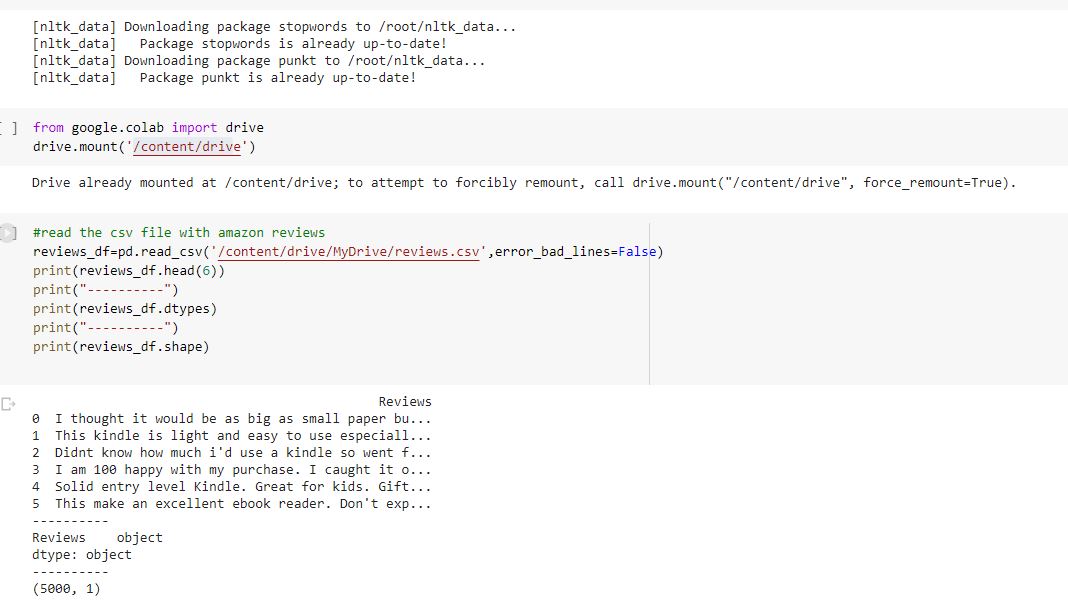 [nltk_data] Downloading package stopwords to /root/nltk_data...
[nltk_data]   Package stopwords is already up-to-date!
[nltk_data] Downloading package punkt to /root/nltk_data...
[nltk_data]   Package punkt is already up-to-date!
[ ] from google.colab import drive
drive.mount('/content/drive')
Drive already mounted at /content/drive; to attempt to forcibly remount, call drive.mount("/content/drive", force_remount=True).
#read the csv file with amazon reviews
reviews_df=pd.read_csv('/content/drive/MyDrive/reviews.csv',error_bad_lines=False)
print(reviews_df.head(6))
print("----------")
print(reviews_df.dtypes)
print("----------")
print(reviews_df.shape)
Reviews
0  I thought it would be as big as small paper bu...
1  This kindle is light and easy to use especiall...
2  Didnt know how much i'd use a kindle so went f...
3  I am 100 happy with my purchase. I caught it o...
4  Solid entry level Kindle. Great for kids. Gift...
5  This make an excellent ebook reader. Don't exp...
----------
Reviews    object
dtype: object
----------
(5000, 1)